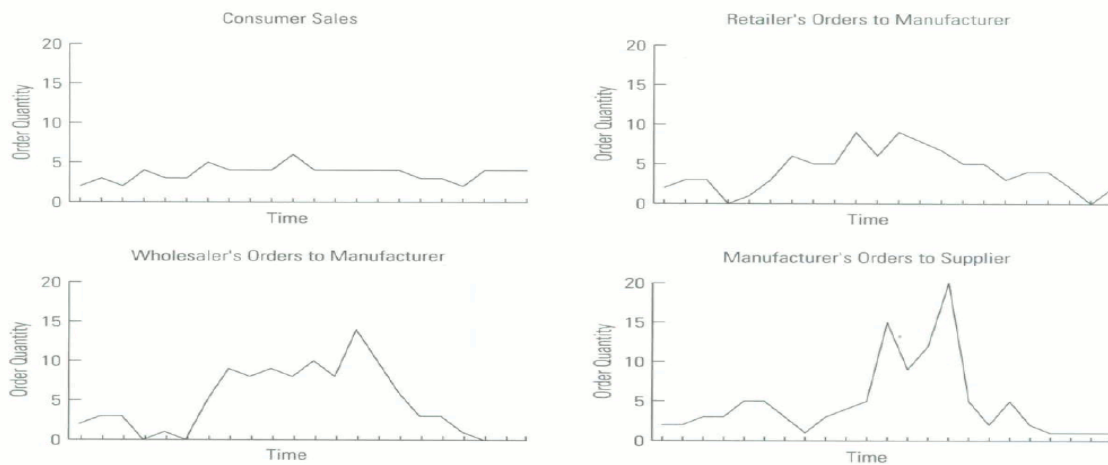 Consumer Sales
20
15
10
5
0
Order Quantity
Time
Retailer's Orders to Manufacturer
20
15
10
5
0
Order Quantity
Time
Wholesaler's Orders to Manufacturer
20
15
10
5
0
Order Quantity
Time
Manufacturer's Orders to Supplier
20
15
10
5
0
Order Quantity
Time